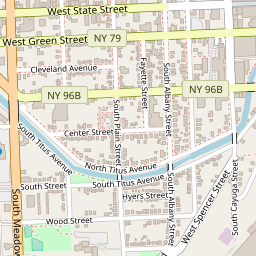 West State Street
West Green Street
NY 79
Cleveland Avenue
Fayette Street
South Albany Street
NY 96B
NY 96B
South Plain Street
Center Street
South Titus Avenue
North Titus Avenue
South Titus Avenue
South Street
Hyers Street
South Albany Street
West Spencer Street
South Cayuga Street
South Meadow
Wood Street